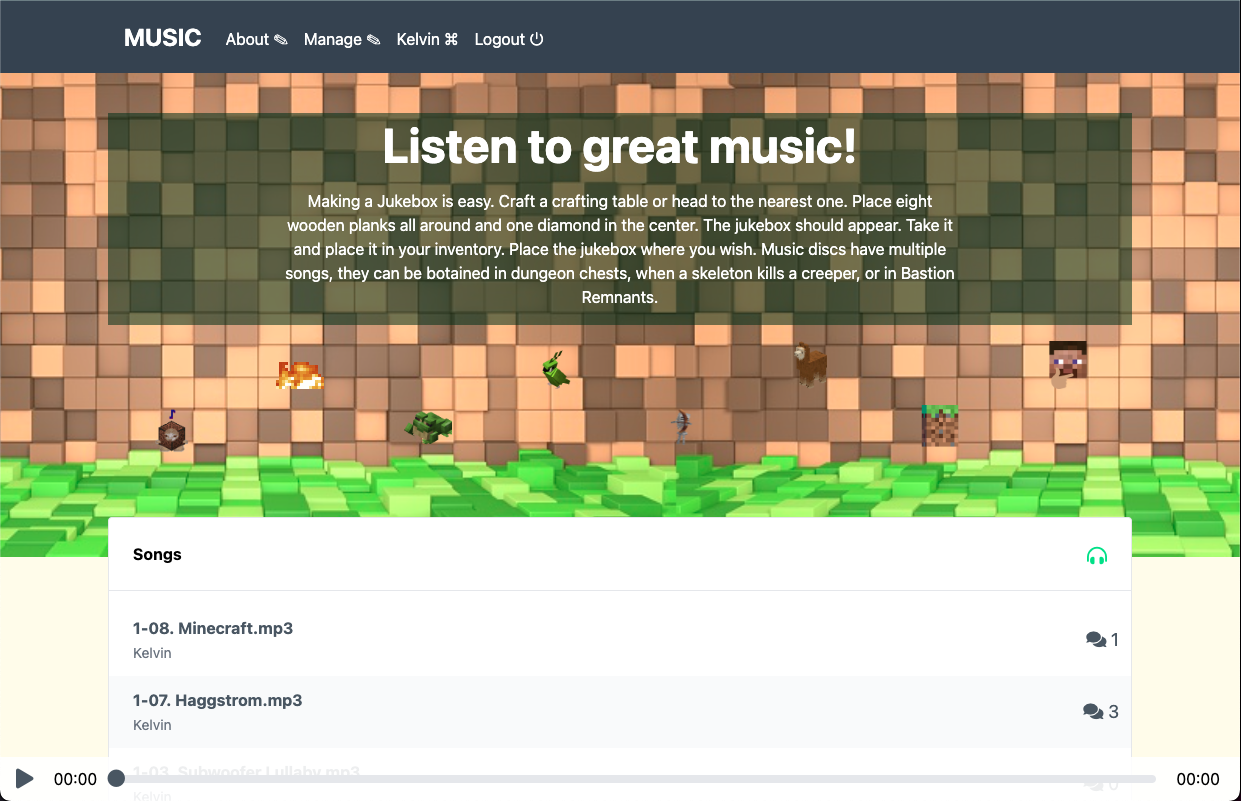 MUSIC About Manage Kelvin Logout
Listen to great music!
Making a Jukebox is easy. Craft a crafting table or head to the nearest one. Place eight
wooden planks all around and one diamond in the center. The jukebox should appear. Take it
and place it in your inventory. Place the jukebox where you wish. Music discs have multiple
songs, they can be botained in dungeon chests, when a skeleton kills a creeper, or in Bastion
Remnants.
Songs
1-08. Minecraft.mp3
Kelvin
1
1-07. Haggstrom.mp3
Kelvin
3
1-03. Subwoofer Lullaby.mp3
Kelvin
0
00:00
00:00